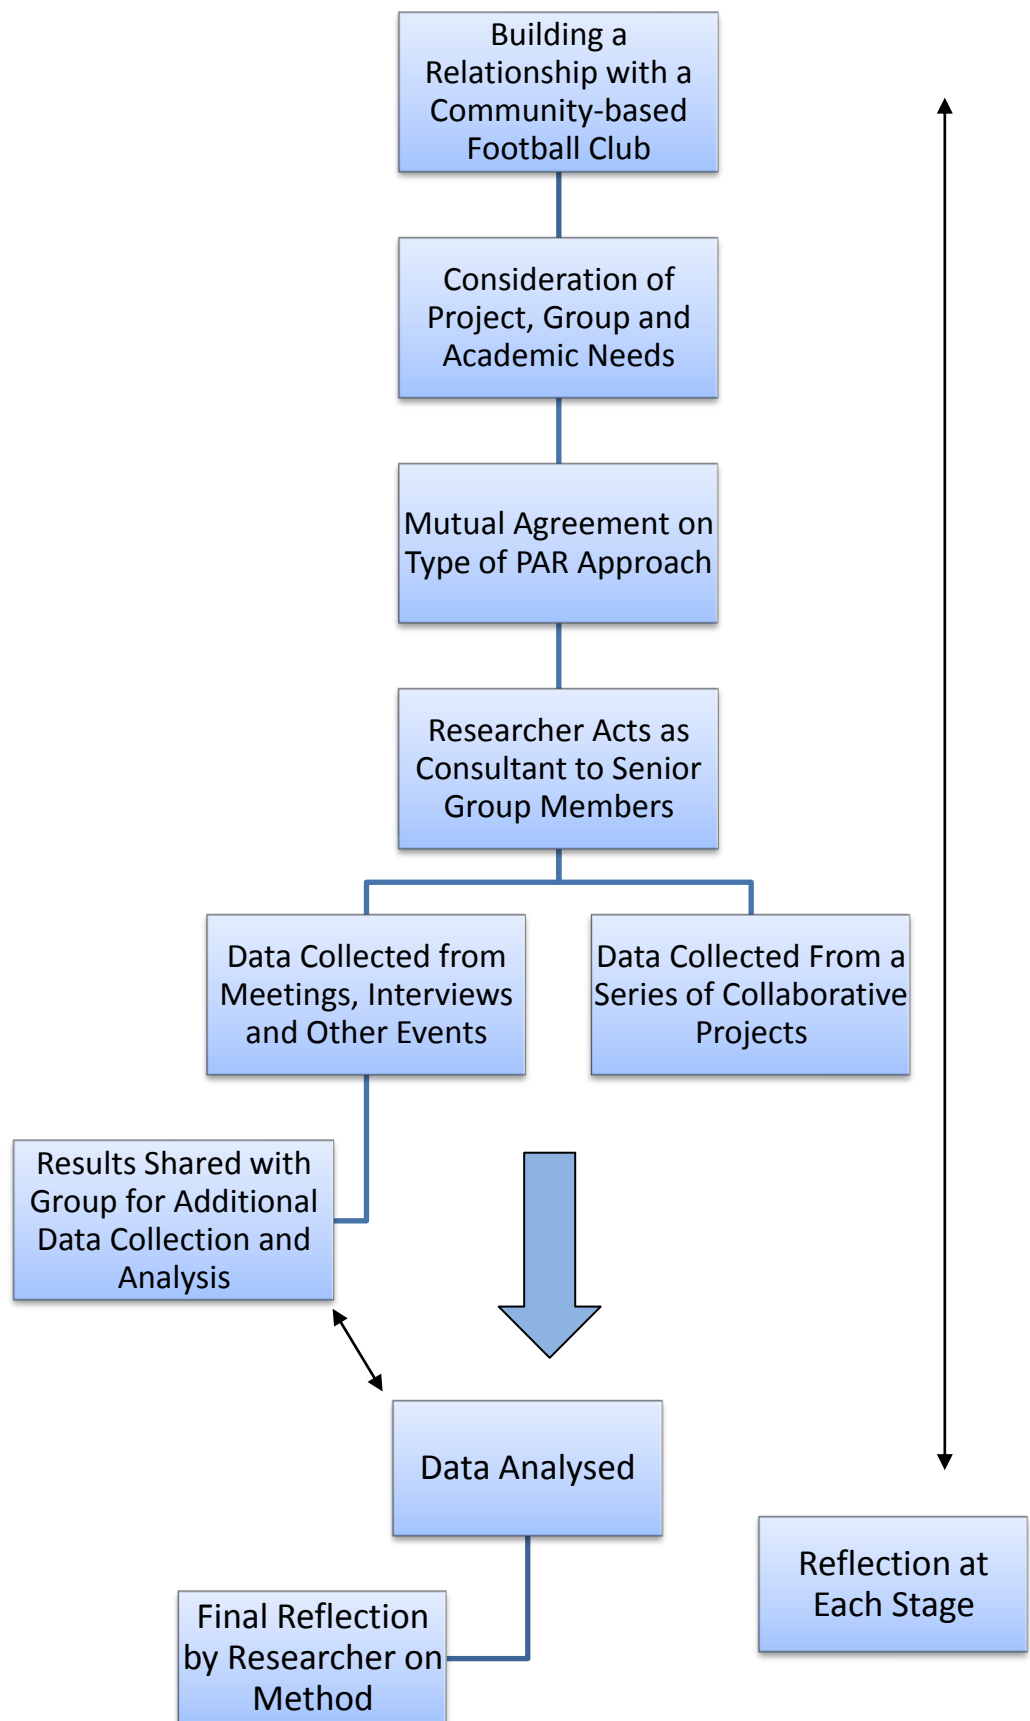 Building a
Relationship with a
Community-based
Football Club
Consideration of
Project, Group and
Academic Needs
Mutual Agreement on
Type of PAR Approach
Researcher Acts as
Consultant to Senior
Group Members
Data Collected from
Meetings, Interviews
and Other Events
Data Collected From a
Series of Collaborative
Projects
Results Shared with
Group for Additional
Data Collection and
Analysis
Data Analysed
Reflection at
Each Stage
Final Reflection
by Researcher on
Method